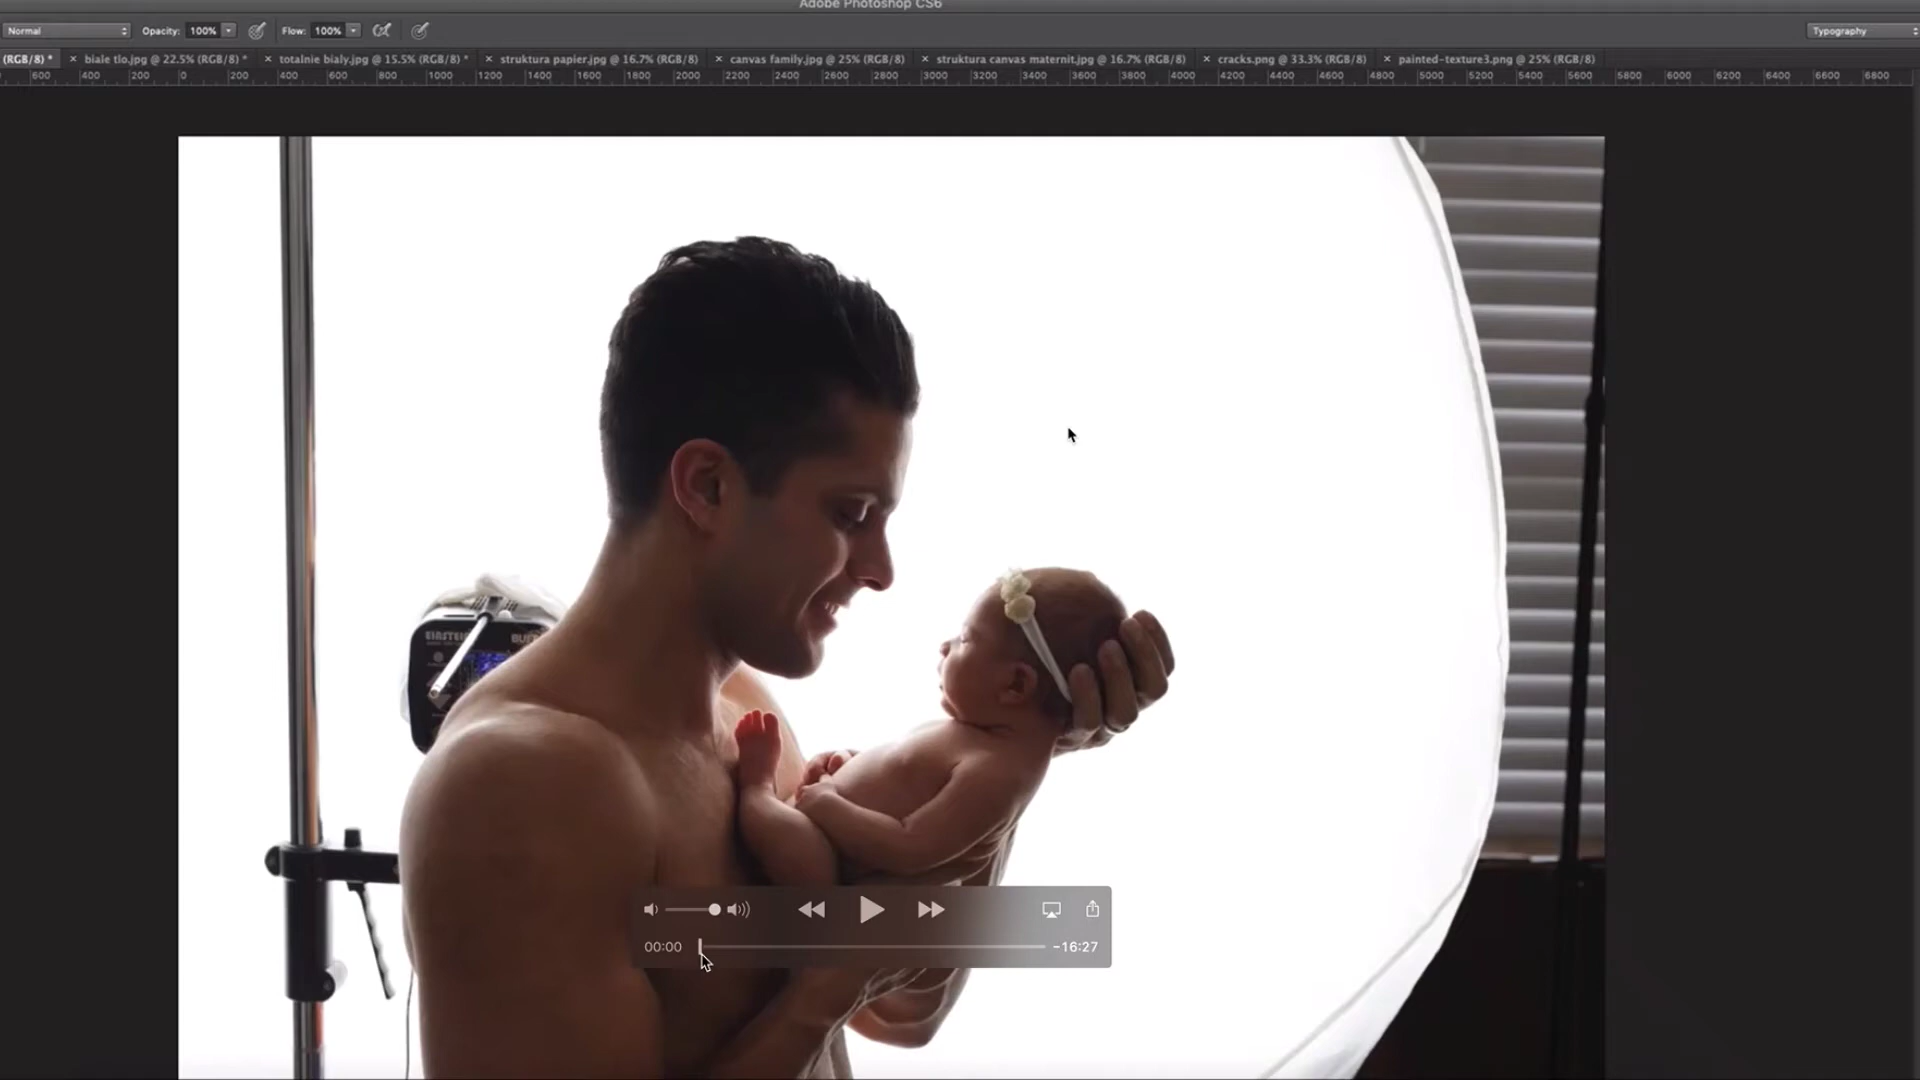 Adobe Photoshop CS6
Normal Opacity: 100% Flow: 100% Typography
(RGB/8) * × biale tlo.jpg @ 22.5% (RGB/8) * × totalnie bialy.jpg @ 15.5% (RGB/8) * × struktura papier.jpg @ 16.7% (RGB/8) × canvas family.jpg @ 25% (RGB/8) × struktura canvas maternit.jpg @ 16.7% (RGB/8) × cracks.png @ 33.3% (RGB/8) × painted-texture3.png @ 25% (RGB/8)
600 400 200 0 200 400 600 800 1000 1200 1400 1600 1800 2000 2200 2400 2600 2800 3000 3200 3400 3600 3800 4000 4200 4400 4600 4800 5000 5200 5400 5600 5800 6000 6200 6400 6600 6800
EINSTEIN
00:00 -16:27